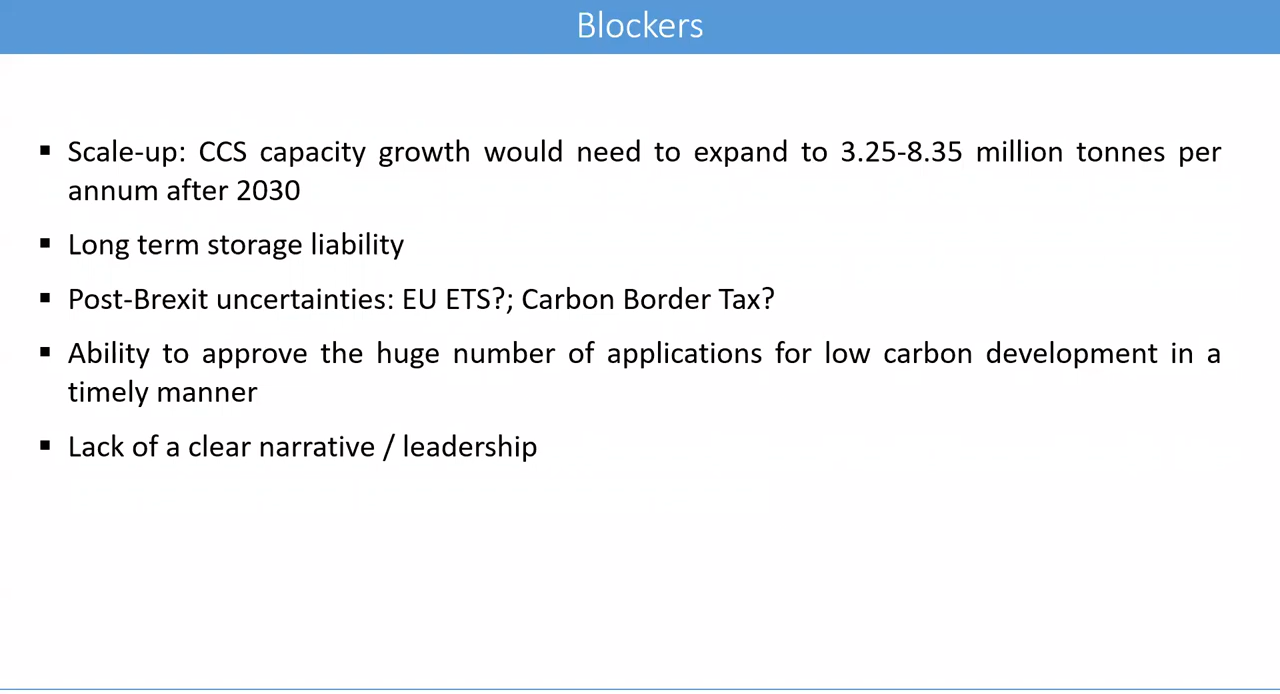 Blockers
▪ Scale-up: CCS capacity growth would need to expand to 3.25-8.35 million tonnes per
annum after 2030
▪ Long term storage liability
▪ Post-Brexit uncertainties: EU ETS?; Carbon Border Tax?
▪ Ability to approve the huge number of applications for low carbon development in a
timely manner
▪ Lack of a clear narrative / leadership